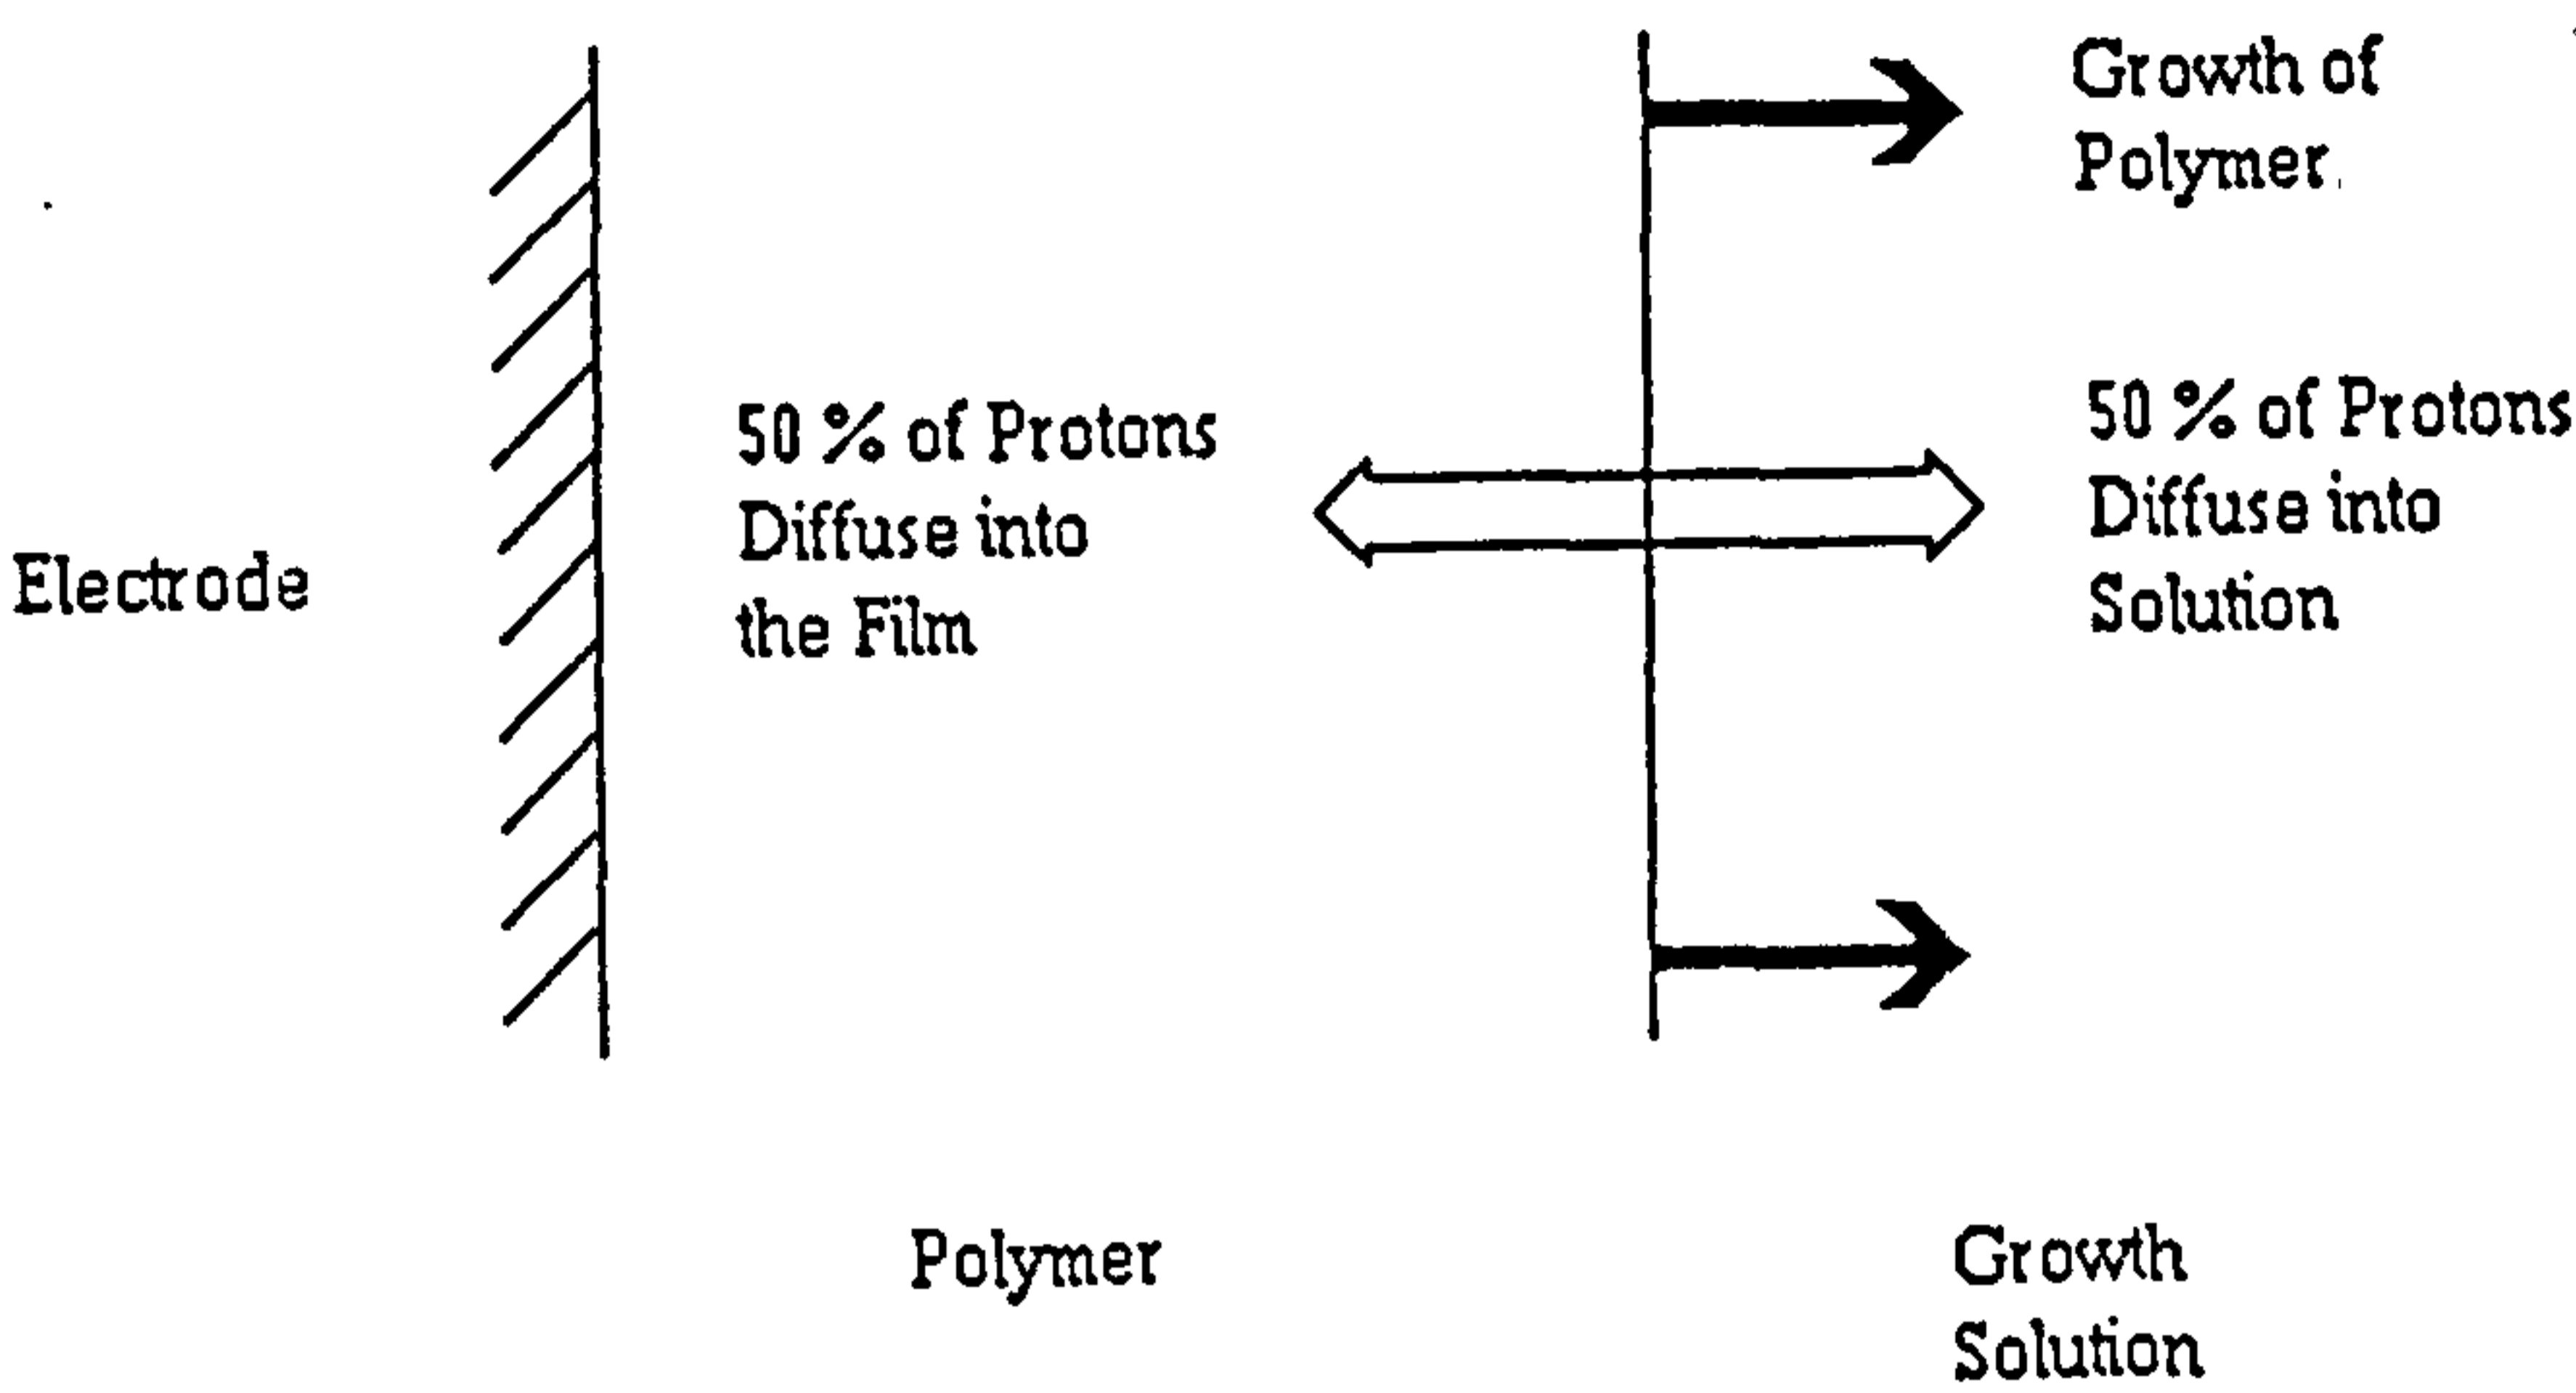 Growth of
Polymer
50 % of Protons
Diffuse into
the Film
50 % of Protons
Diffuse into
Solution
Electrode
Polymer
Growth
Solution